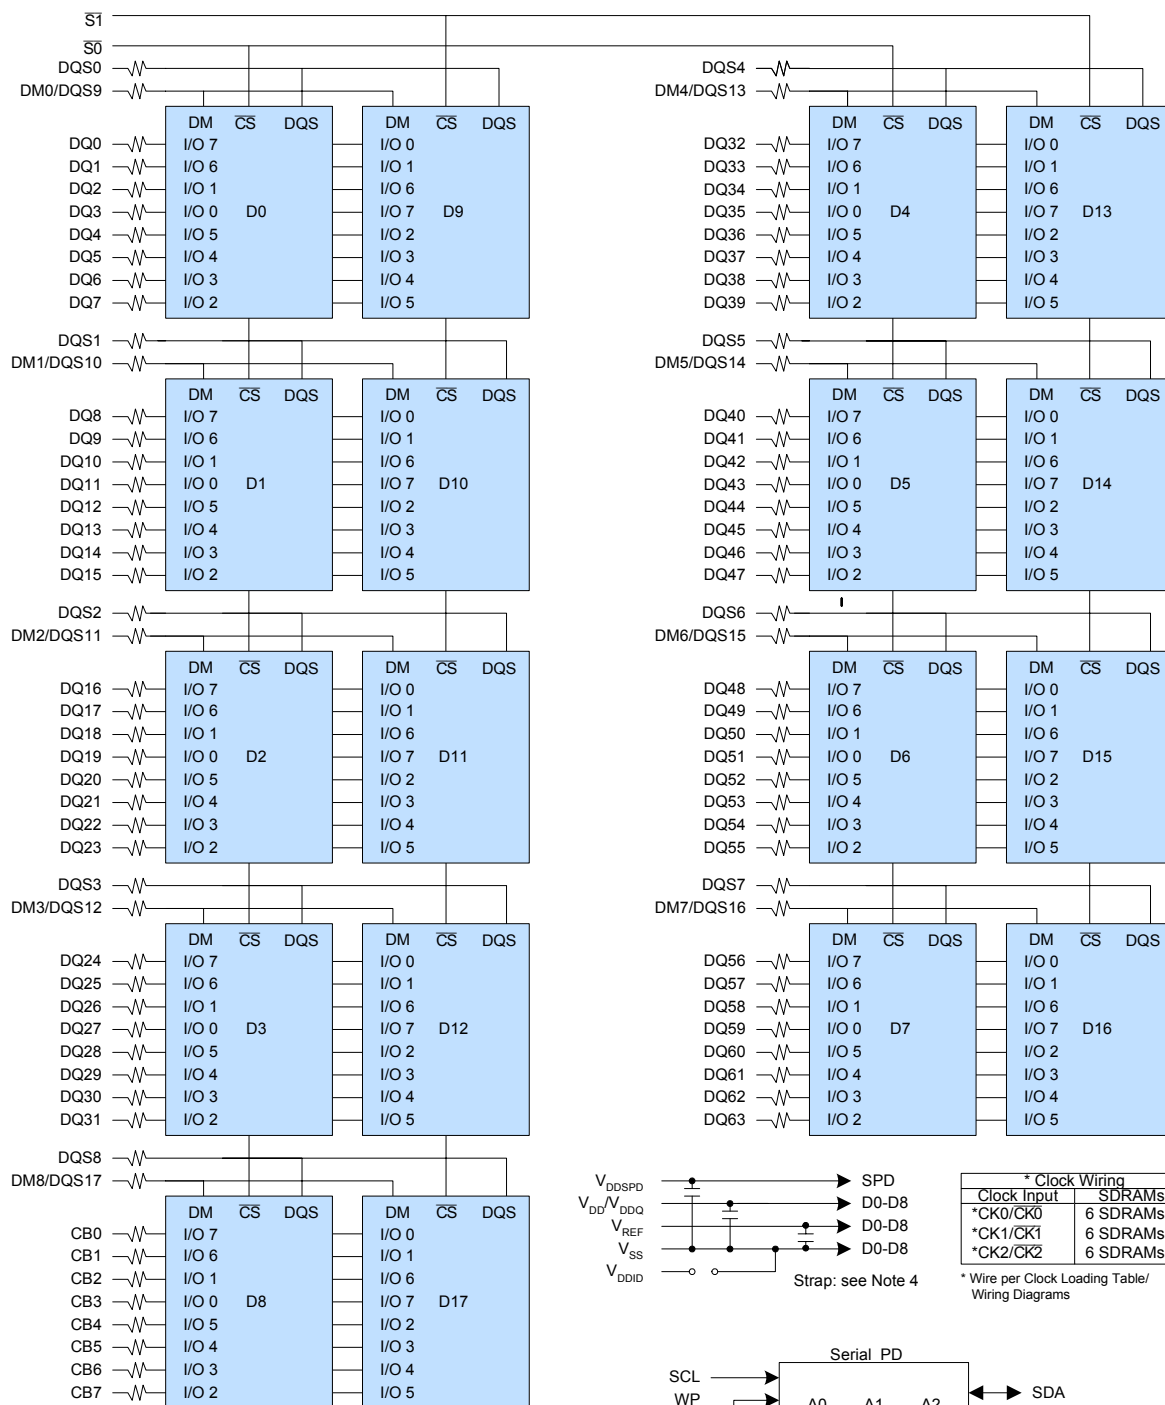 S1
S0
DQS0
DM0/DQS9
DM CS DQS DM CS DQS
DQ0 I/O 7 I/O 0
DQ1 I/O 6 I/O 1
DQ2 I/O 1 I/O 6
DQ3 I/O 0 D0 I/O 7 D9
DQ4 I/O 5 I/O 2
DQ5 I/O 4 I/O 3
DQ6 I/O 3 I/O 4
DQ7 I/O 2 I/O 5
DQS1
DM1/DQS10
DM CS DQS DM CS DQS
DQ8 I/O 7 I/O 0
DQ9 I/O 6 I/O 1
DQ10 I/O 1 I/O 6
DQ11 I/O 0 D1 I/O 7 D10
DQ12 I/O 5 I/O 2
DQ13 I/O 4 I/O 3
DQ14 I/O 3 I/O 4
DQ15 I/O 2 I/O 5
DQS2
DM2/DQS11
DM CS DQS DM CS DQS
DQ16 I/O 7 I/O 0
DQ17 I/O 6 I/O 1
DQ18 I/O 1 I/O 6
DQ19 I/O 0 D2 I/O 7 D11
DQ20 I/O 5 I/O 2
DQ21 I/O 4 I/O 3
DQ22 I/O 3 I/O 4
DQ23 I/O 2 I/O 5
DQS3
DM3/DQS12
DM CS DQS DM CS DQS
DQ24 I/O 7 I/O 0
DQ25 I/O 6 I/O 1
DQ26 I/O 1 I/O 6
DQ27 I/O 0 D3 I/O 7 D12
DQ28 I/O 5 I/O 2
DQ29 I/O 4 I/O 3
DQ30 I/O 3 I/O 4
DQ31 I/O 2 I/O 5
DQS8
DM8/DQS17
DM CS DQS DM CS DQS
CB0 I/O 7 I/O 0
CB1 I/O 6 I/O 1
CB2 I/O 1 I/O 6
CB3 I/O 0 D8 I/O 7 D17
CB4 I/O 5 I/O 2
CB5 I/O 4 I/O 3
CB6 I/O 3 I/O 4
CB7 I/O 2 I/O 5
DQS4
DM4/DQS13
DM CS DQS DM CS DQS
DQ32 I/O 7 I/O 0
DQ33 I/O 6 I/O 1
DQ34 I/O 1 I/O 6
DQ35 I/O 0 D4 I/O 7 D13
DQ36 I/O 5 I/O 2
DQ37 I/O 4 I/O 3
DQ38 I/O 3 I/O 4
DQ39 I/O 2 I/O 5
DQS5
DM5/DQS14
DM CS DQS DM CS DQS
DQ40 I/O 7 I/O 0
DQ41 I/O 6 I/O 1
DQ42 I/O 1 I/O 6
DQ43 I/O 0 D5 I/O 7 D14
DQ44 I/O 5 I/O 2
DQ45 I/O 4 I/O 3
DQ46 I/O 3 I/O 4
DQ47 I/O 2 I/O 5
DQS6
DM6/DQS15
DM CS DQS DM CS DQS
DQ48 I/O 7 I/O 0
DQ49 I/O 6 I/O 1
DQ50 I/O 1 I/O 6
DQ51 I/O 0 D6 I/O 7 D15
DQ52 I/O 5 I/O 2
DQ53 I/O 4 I/O 3
DQ54 I/O 3 I/O 4
DQ55 I/O 2 I/O 5
DQS7
DM7/DQS16
DM CS DQS DM CS DQS
DQ56 I/O 7 I/O 0
DQ57 I/O 6 I/O 1
DQ58 I/O 1 I/O 6
DQ59 I/O 0 D7 I/O 7 D16
DQ60 I/O 5 I/O 2
DQ61 I/O 4 I/O 3
DQ62 I/O 3 I/O 4
DQ63 I/O 2 I/O 5
VDDSPD SPD
VDD/VDDQ D0-D8
VREF D0-D8
VSS D0-D8
VDDID
Strap: see Note 4
* Clock Wiring
Clock Input SDRAMs
*CK0/CK0 6 SDRAMs
*CK1/CK1 6 SDRAMs
*CK2/CK2 6 SDRAMs
* Wire per Clock Loading Table/
Wiring Diagrams
Serial PD
SCL
WP A0 A1 A2 SDA